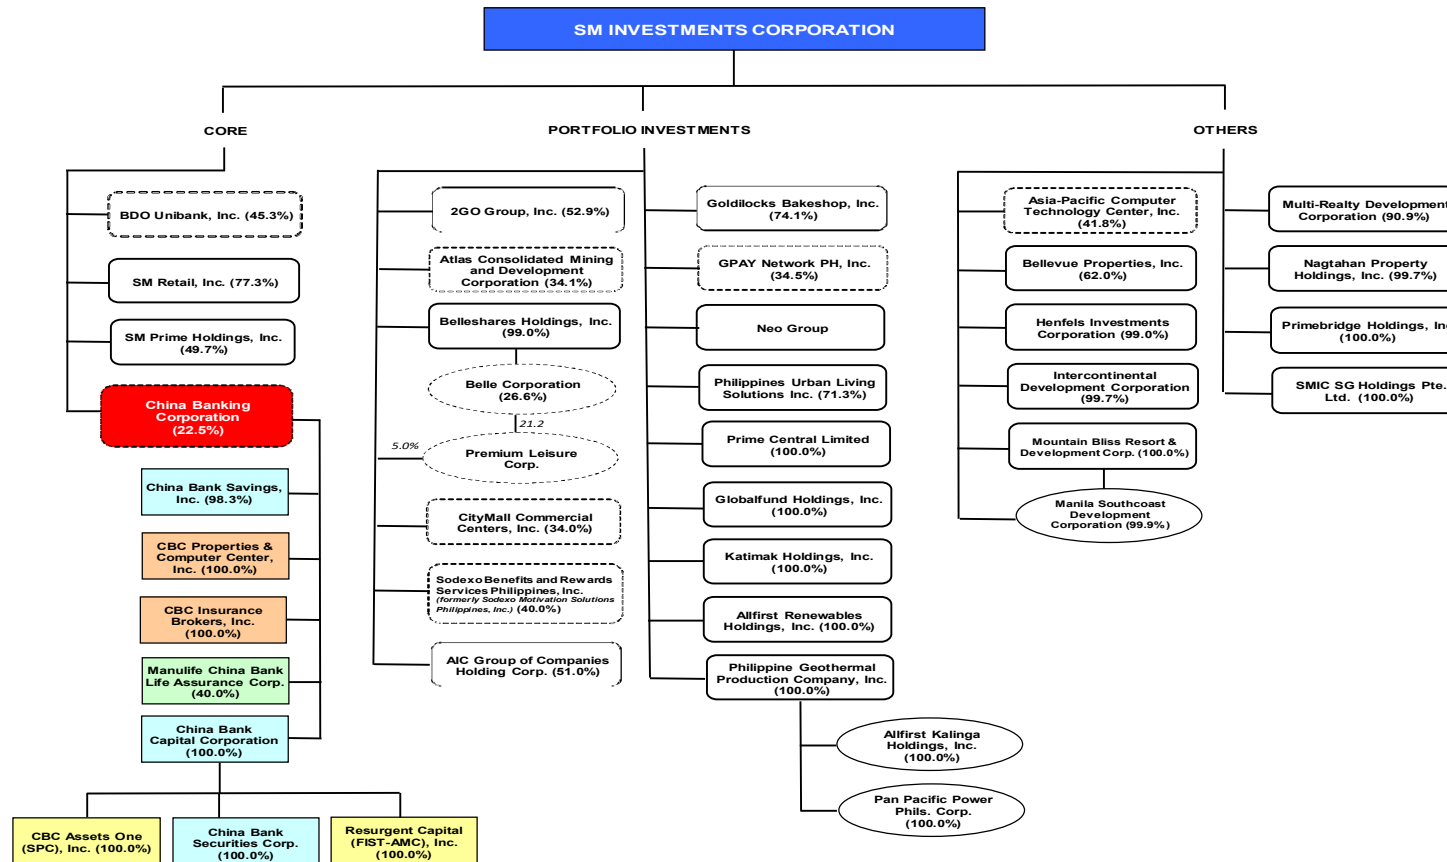 SM INVESTMENTS CORPORATION
CORE
PORTFOLIO INVESTMENTS
OTHERS
BDO Unibank, Inc. (45.3%)
SM Retail, Inc. (77.3%)
SM Prime Holdings, Inc.
(49.7%)
China Banking
Corporation
(22.5%)
China Bank Savings,
Inc. (98.3%)
CBC Properties &
Computer Center,
Inc. (100.0%)
CBC Insurance
Brokers, Inc.
(100.0%)
Manulife China Bank
Life Assurance Corp.
(40.0%)
China Bank
Capital Corporation
(100.0%)
CBC Assets One
(SPC), Inc. (100.0%)
China Bank
Securities Corp.
(100.0%)
Resurgent Capital
(FIST-AMC), Inc.
(100.0%)
2GO Group, Inc. (52.9%)
Atlas Consolidated Mining
and Development
Corporation (34.1%)
Belleshares Holdings, Inc.
(99.0%)
Belle Corporation
(26.6%)
21.2
5.0%
Premium Leisure
Corp.
CityMall Commercial
Centers, Inc. (34.0%)
Sodexo Benefits and Rewards
Services Philippines, Inc.
(formerly Sodexo Motivation Solutions
Philippines, Inc.) (40.0%)
AIC Group of Companies
Holding Corp. (51.0%)
Goldilocks Bakeshop, Inc.
(74.1%)
GPAY Network PH, Inc.
(34.5%)
Neo Group
Philippines Urban Living
Solutions Inc. (71.3%)
Prime Central Limited
(100.0%)
Globalfund Holdings, Inc.
(100.0%)
Katimak Holdings, Inc.
(100.0%)
Allfirst Renewables
Holdings, Inc. (100.0%)
Philippine Geothermal
Production Company, Inc.
(100.0%)
Allfirst Kalinga
Holdings, Inc.
(100.0%)
Pan Pacific Power
Phils. Corp.
(100.0%)
Asia-Pacific Computer
Technology Center, Inc.
(41.8%)
Bellevue Properties, Inc.
(62.0%)
Henfels Investments
Corporation (99.0%)
Intercontinental
Development Corporation
(99.7%)
Mountain Bliss Resort &
Development Corp. (100.0%)
Manila Southcoast
Development
Corporation (99.9%)
Multi-Realty Development
Corporation (90.9%)
Nagtahan Property
Holdings, Inc. (99.7%)
Primebridge Holdings, Inc
(100.0%)
SMIC SG Holdings Pte.
Ltd. (100.0%)